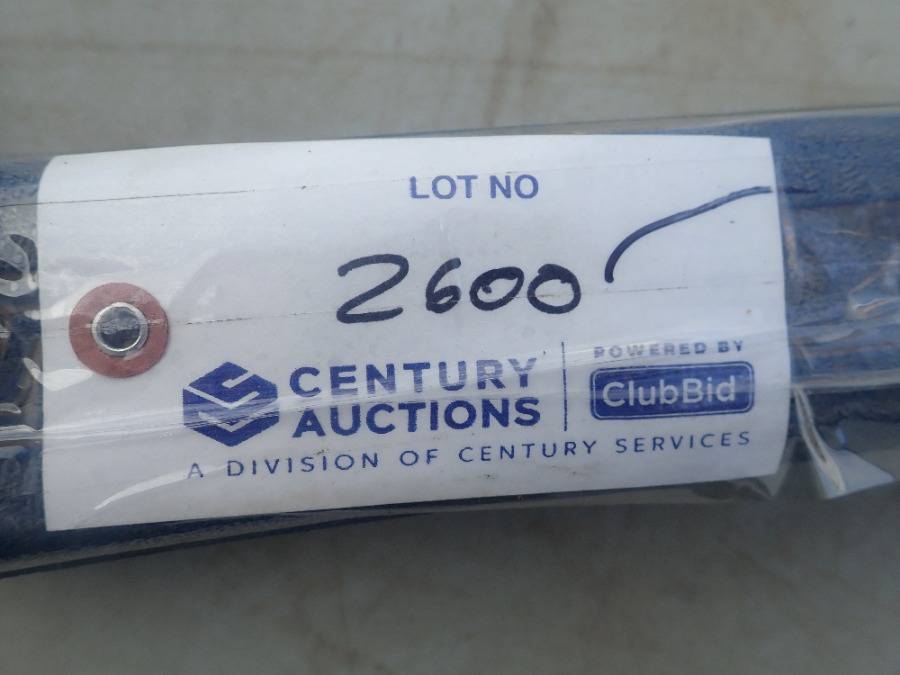 LOT NO
2600
CENTURY
AUCTIONS
POWERED BY
ClubBid
A DIVISION OF CENTURY SERVICES